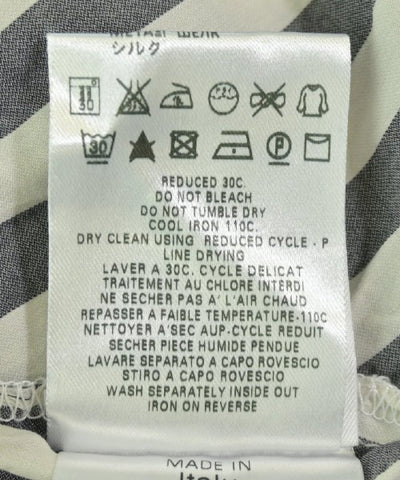 シルク
30
30
P
REDUCED 30C.
DO NOT BLEACH
DO NOT TUMBLE DRY
COOL IRON 110C.
DRY CLEAN USING REDUCED CYCLE - P
LINE DRYING
LAVER A 30C. CYCLE DELICAT
TRAITEMENT AU CHLORE INTERDI
NE SECHER PAS A'L'AIR CHAUD
REPASSER A FAIBLE TEMPERATURE-110C
NETTOYER A'SEC AUP-CYCLE REDUIT
SECHER PIECE HUMIDE PENDUE
LAVARE SEPARATO A CAPO ROVESCIO
STIRO A CAPO ROVESCIO
WASH SEPARATELY INSIDE OUT
IRON ON REVERSE
MADE IN
Italy